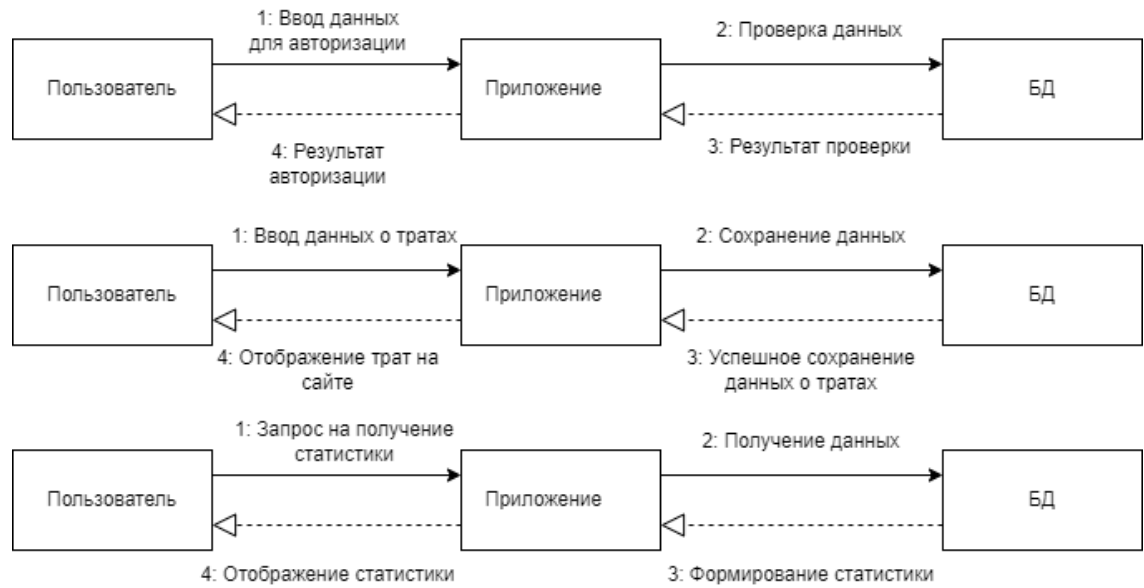 1: Ввод данных
для авторизации
2: Проверка данных
Пользователь
Приложение
БД
4: Результат
авторизации
3: Результат проверки
1: Ввод данных о тратах
2: Сохранение данных
Пользователь
Приложение
БД
4: Отображение трат на
сайте
3: Успешное сохранение
данных о тратах
1: Запрос на получение
статистики
2: Получение данных
Пользователь
Приложение
БД
4: Отображение статистики
3: Формирование статистики